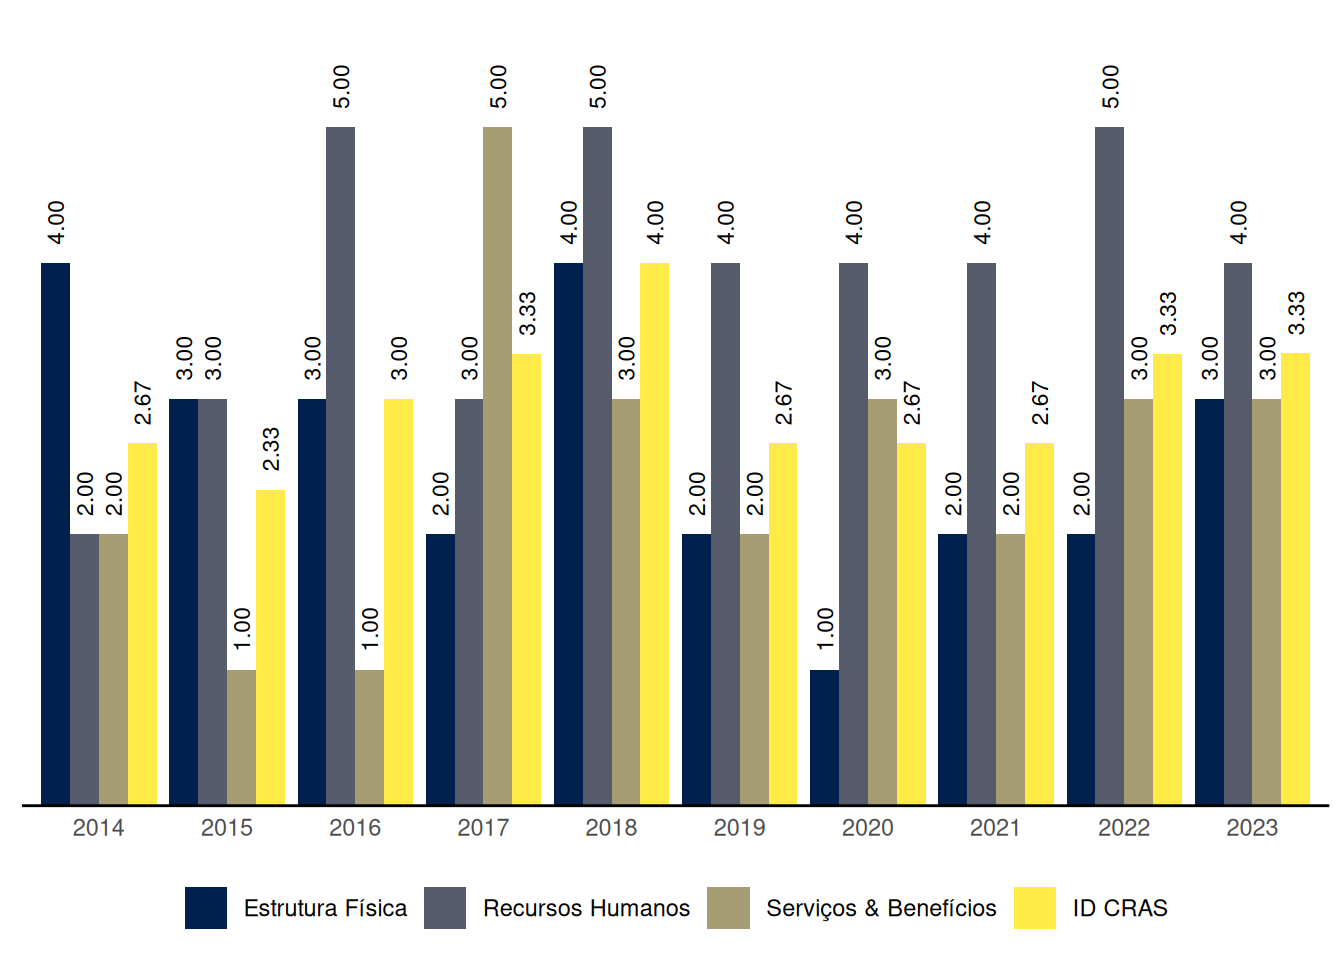 5.00 5.00 5.00 5.00
4.00 4.00 4.00 4.00 4.00 4.00 4.00
3.33 3.33 3.33
3.00 3.00 3.00 3.00 3.00 3.00 3.00 3.00 3.00 3.00
2.67 2.67 2.67 2.67
2.33
2.00 2.00 2.00 2.00 2.00 2.00 2.00 2.00
1.00 1.00 1.00
2014 2015 2016 2017 2018 2019 2020 2021 2022 2023
Estrutura Física Recursos Humanos Serviços & Benefícios ID CRAS